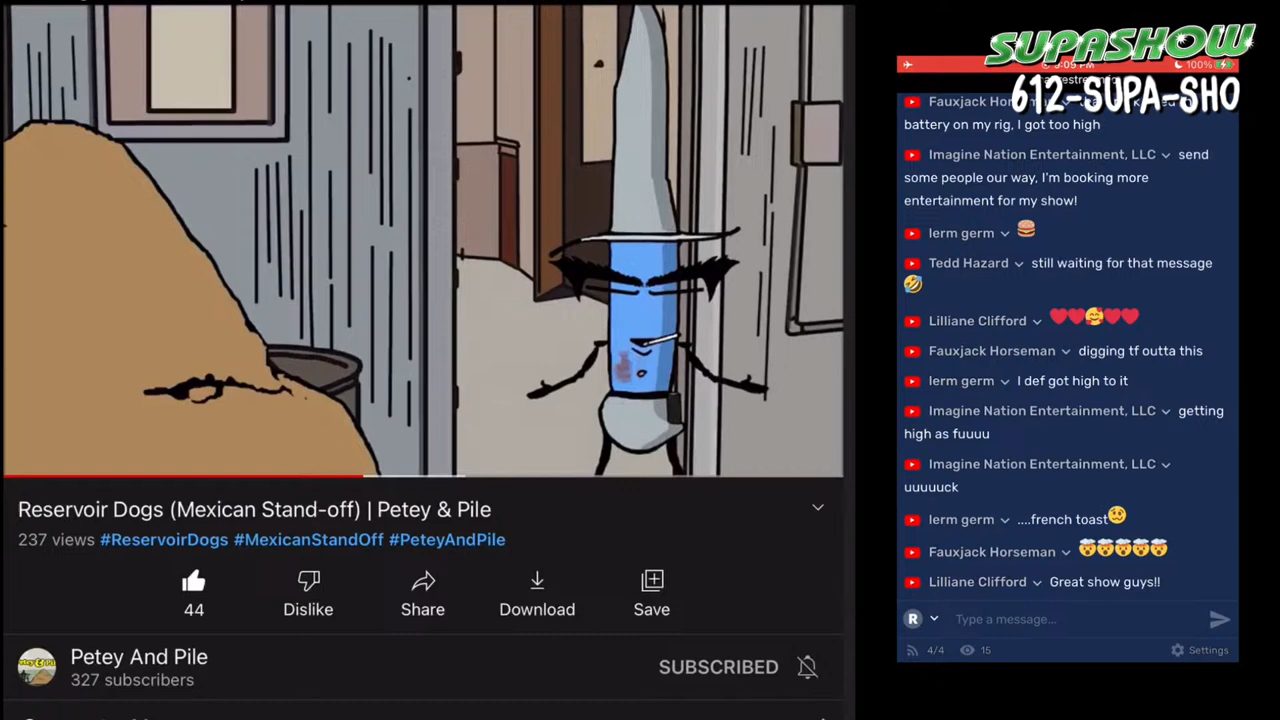 SUPASHOW
612-SUPA-SHO
100%
Fauxjack
battery on my rig, I got too high
Imagine Nation Entertainment, LLC send
some people our way, I'm booking more
entertainment for my show!
lerm germ 🍔
Tedd Hazard still waiting for that message
🤣
Lilliane Clifford ❤️❤️🥰❤️❤️
Fauxjack Horseman digging tf outta this
lerm germ I def got high to it
Imagine Nation Entertainment, LLC getting
high as fuuuu
Imagine Nation Entertainment, LLC
uuuuuck
lerm germ ....french toast🥴
Fauxjack Horseman 🤯🤯🤯🤯🤯
Lilliane Clifford Great show guys!!
R Type a message...
4/4 15 Settings
Reservoir Dogs (Mexican Stand-off) | Petey & Pile
237 views #ReservoirDogs #MexicanStandOff #PeteyAndPile
44 Dislike Share Download Save
Petey And Pile
327 subscribers
SUBSCRIBED